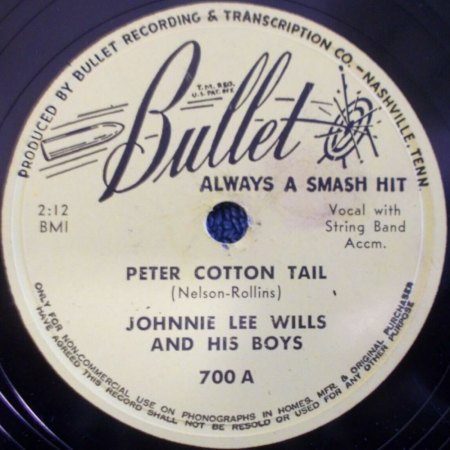 PRODUCED BY BULLET RECORDING & TRANSCRIPTION CO.-NASHVILLE, TENN.
T.M. REG.
U.S. PAT. OFF.
Bullet
ALWAYS A SMASH HIT
2:12
BMI
Vocal with
String Band
Accm.
PETER COTTON TAIL
(Nelson-Rollins)
JOHNNIE LEE WILLS
AND HIS BOYS
700 A
ONLY FOR NON-COMMERCIAL USE ON PHONOGRAPHS IN HOMES. MFR. & ORIGINAL PURCHASER
HAVE AGREED THIS RECORD SHALL NOT BE RESOLD OR USED FOR ANY OTHER PURPOSE